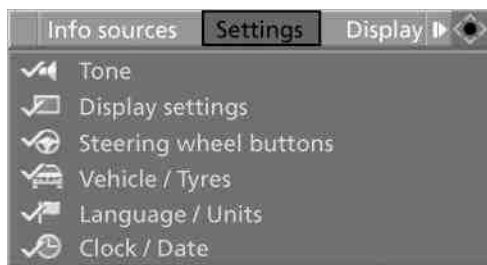 Info sources Settings Display
Tone
Display settings
Steering wheel buttons
Vehicle / Tyres
Language / Units
Clock / Date